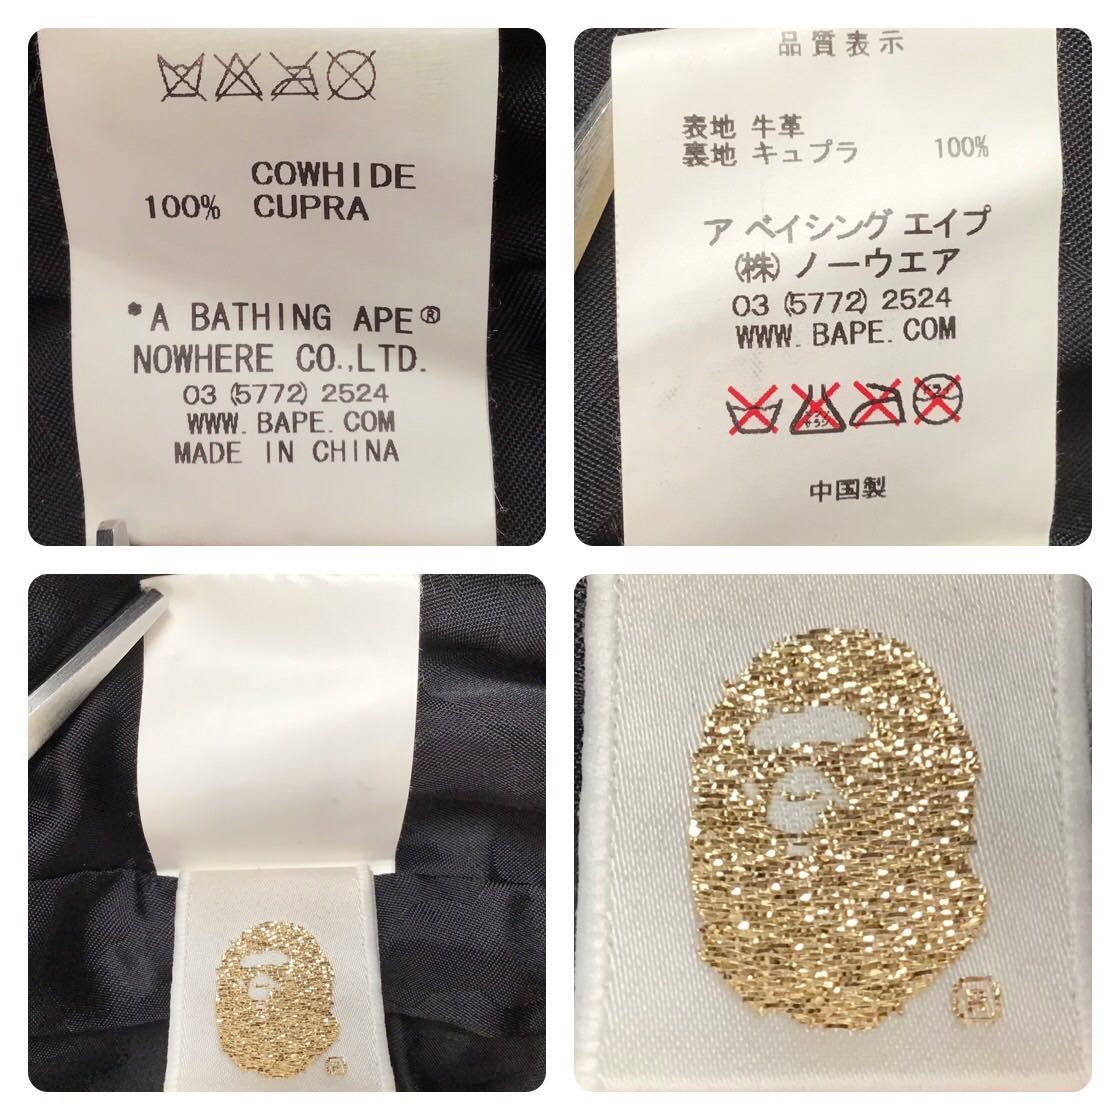 COWHIDE
100% CUPRA
"A BATHING APE®"
NOWHERE CO.,LTD.
03 (5772) 2524
WWW. BAPE. COM
MADE IN CHINA
品質表示
表地 牛革
裏地 キュプラ 100%
ア ベイシング エイプ
(株) ノーウエア
03 (5772) 2524
WWW. BAPE. COM
中国製